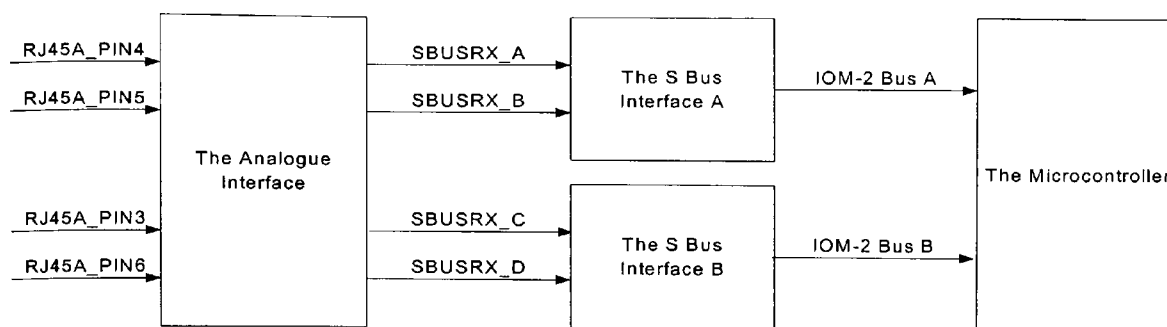 RJ45A_PIN4
RJ45A_PIN5
RJ45A_PIN3
RJ45A_PIN6
The Analogue
Interface
SBUSRX_A
SBUSRX_B
SBUSRX_C
SBUSRX_D
The S Bus
Interface A
The S Bus
Interface B
IOM-2 Bus A
IOM-2 Bus B
The Microcontroller